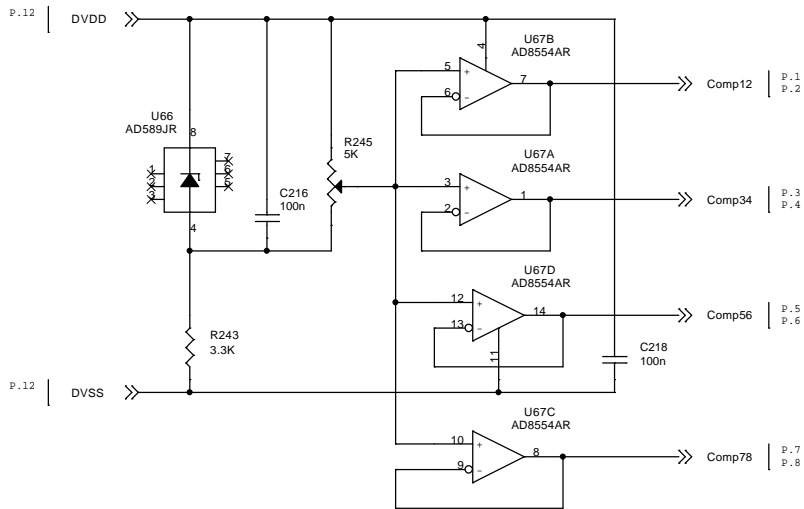 P.12
DVDD
U67B
AD8554AR
4
5
+
7
6
−
Comp12
P.1
P.2
U66
AD589JR
8
1
2
3
7
6
5
4
R245
5K
C216
100n
U67A
AD8554AR
3
+
1
2
−
Comp34
P.3
P.4
U67D
AD8554AR
12
+
14
13
−
11
Comp56
P.5
P.6
R243
3.3K
C218
100n
P.12
DVSS
U67C
AD8554AR
10
+
8
9
−
Comp78
P.7
P.8